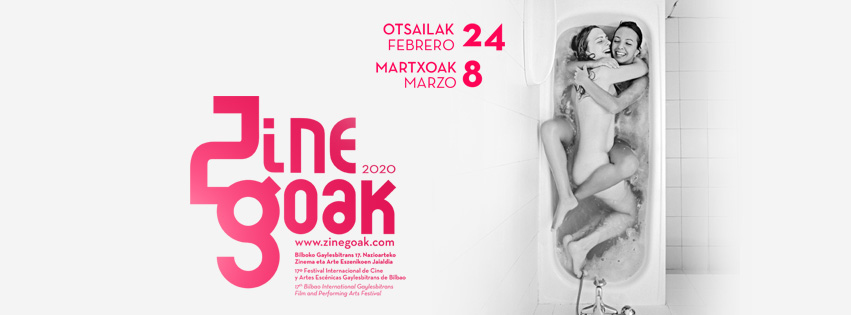 OTSAILAK
FEBRERO 24
MARTXOAK
MARZO 8
Zine
2020
goak
www.zinegoak.com
Bilboko Gaylesbitrans 17. Nazioarteko
Zinema eta Arte Eszenikoen Jaialdia
17mo Festival Internacional de Cine
y Artes Escénicas Gaylesbitrans de Bilbao
17th Bilbao International Gaylesbitrans
Film and Performing Arts Festival